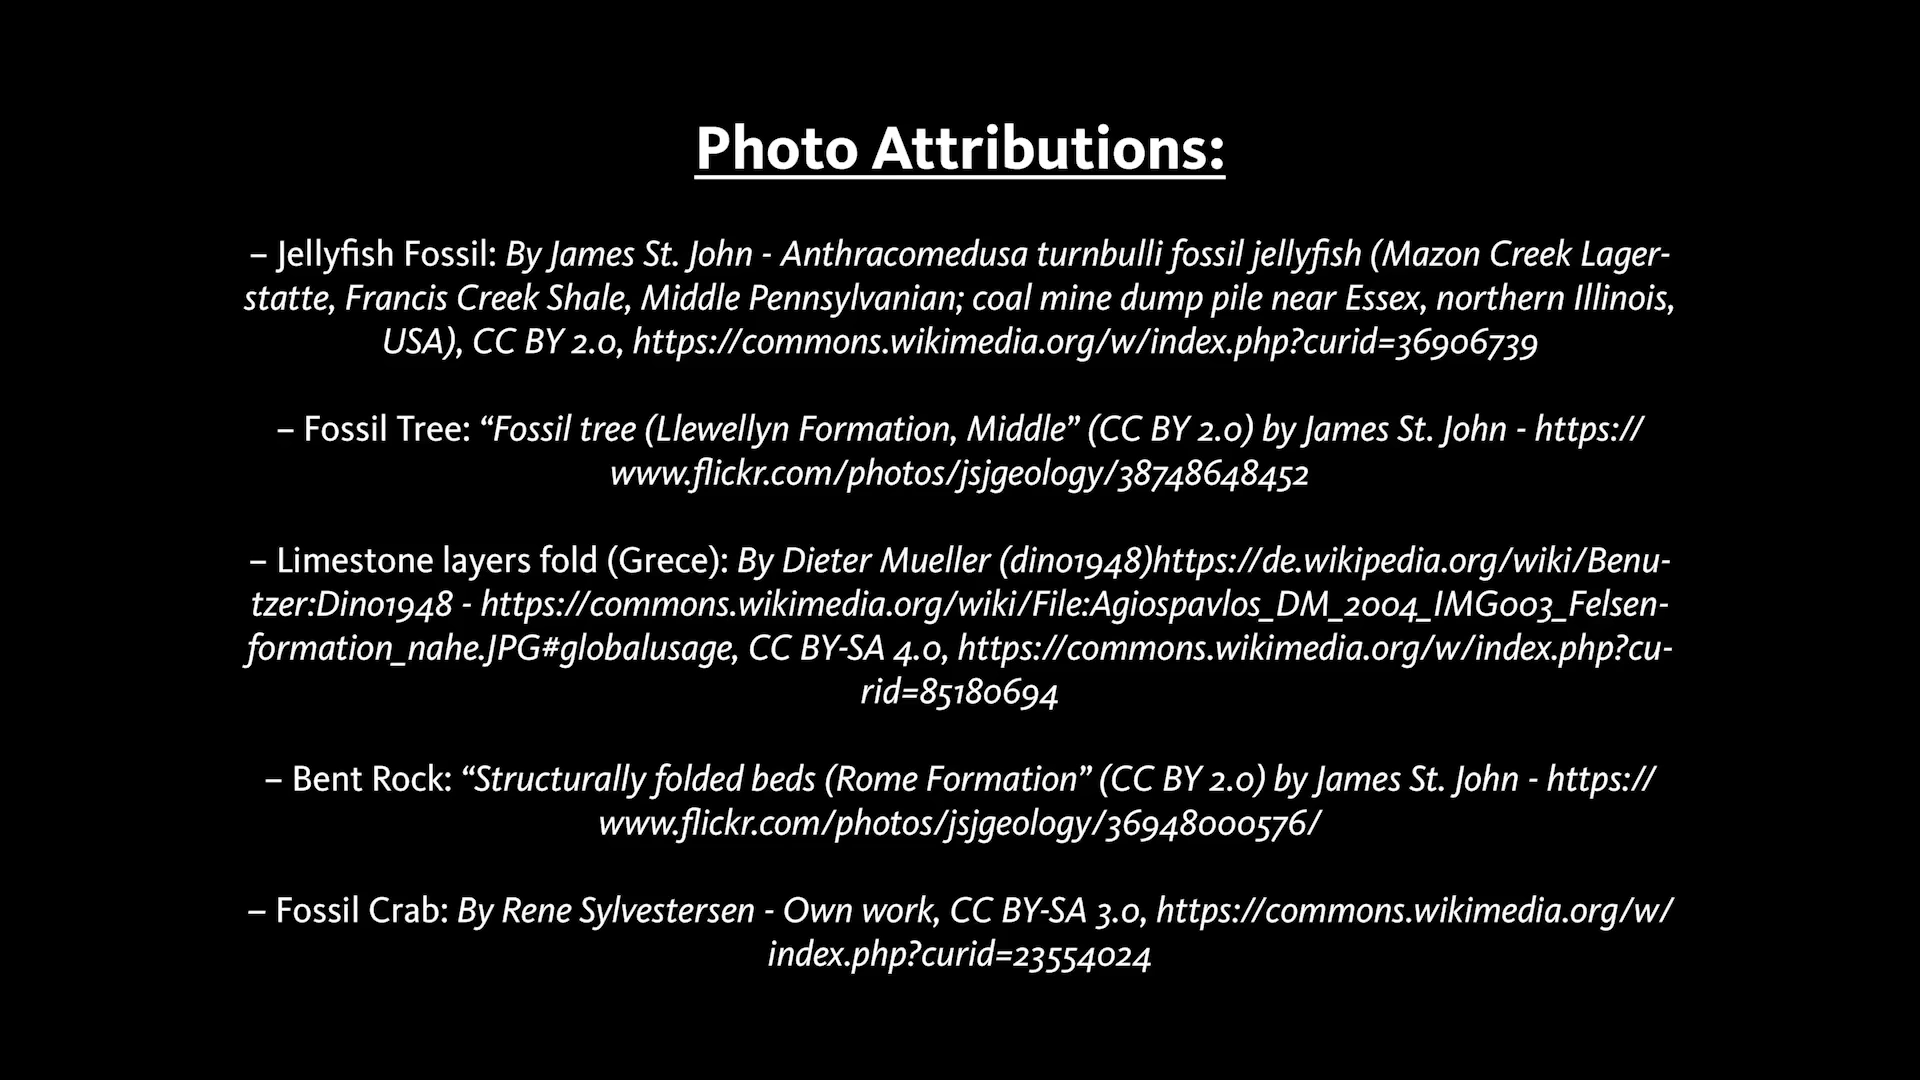 Photo Attributions:
– Jellyfish Fossil: By James St. John - Anthracomedusa turnbulli fossil jellyfish (Mazon Creek Lager-
statte, Francis Creek Shale, Middle Pennsylvanian; coal mine dump pile near Essex, northern Illinois,
USA), CC BY 2.0, https://commons.wikimedia.org/w/index.php?curid=36906739
– Fossil Tree: “Fossil tree (Llewellyn Formation, Middle” (CC BY 2.0) by James St. John - https://
www.flickr.com/photos/jsjgeology/38748648452
– Limestone layers fold (Grece): By Dieter Mueller (dino1948)https://de.wikipedia.org/wiki/Benu-
tzer:Dino1948 - https://commons.wikimedia.org/wiki/File:Agiospavlos_DM_2004_IMG003_Felsen-
formation_nahe.JPG#globalusage, CC BY-SA 4.0, https://commons.wikimedia.org/w/index.php?cu-
rid=85180694
– Bent Rock: “Structurally folded beds (Rome Formation” (CC BY 2.0) by James St. John - https://
www.flickr.com/photos/jsjgeology/36948000576/
– Fossil Crab: By Rene Sylvestersen - Own work, CC BY-SA 3.0, https://commons.wikimedia.org/w/
index.php?curid=23554024